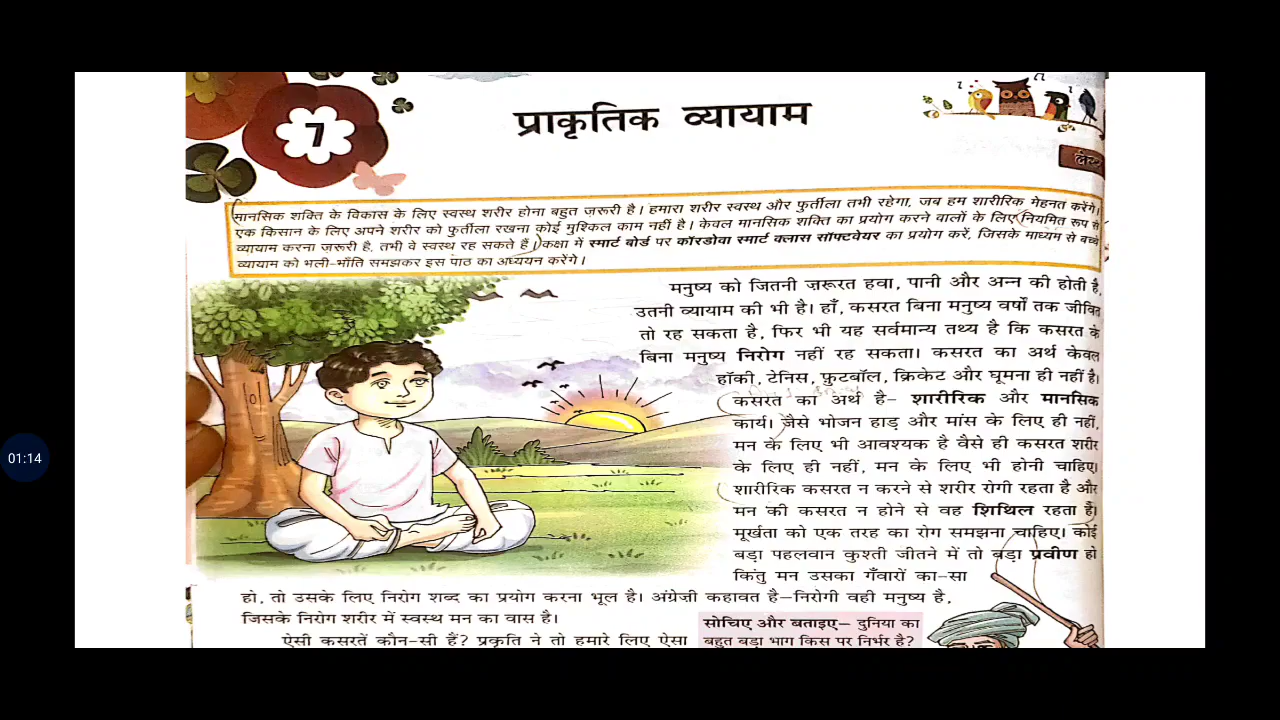 7
प्राकृतिक व्यायाम
मानसिक शक्ति के विकास के लिए स्वस्थ शरीर होना बहुत ज़रूरी है। हमारा शरीर स्वस्थ और फुर्तीला तभी रहेगा, जब हम शारीरिक मेहनत करेंगे।
एक किसान के लिए अपने शरीर को फुर्तीला रखना कोई मुश्किल काम नहीं है। केवल मानसिक शक्ति का प्रयोग करने वालों के लिए नियमित रूप से
व्यायाम करना ज़रूरी है, तभी वे स्वस्थ रह सकते हैं। कक्षा में स्मार्ट बोर्ड पर कॉरडोवा स्मार्ट क्लास सॉफ्टवेयर का प्रयोग करें, जिसके माध्यम से बच्चे
व्यायाम को भली-भाँति समझकर इस पाठ का अध्ययन करेंगे।
मनुष्य को जितनी ज़रूरत हवा, पानी और अन्न की होती है,
उतनी व्यायाम की भी है। हाँ, कसरत बिना मनुष्य वर्षों तक जीवित
तो रह सकता है, फिर भी यह सर्वमान्य तथ्य है कि कसरत के
बिना मनुष्य निरोग नहीं रह सकता। कसरत का अर्थ केवल
हॉकी, टेनिस, फ़ुटबॉल, क्रिकेट और घूमना ही नहीं है।
कसरत का अर्थ है– शारीरिक और मानसिक
कार्य। जैसे भोजन हाड़ और मांस के लिए ही नहीं,
मन के लिए भी आवश्यक है वैसे ही कसरत शरीर
के लिए ही नहीं, मन के लिए भी होनी चाहिए।
शारीरिक कसरत न करने से शरीर रोगी रहता है और
मन की कसरत न होने से वह शिथिल रहता है।
मूर्खता को एक तरह का रोग समझना चाहिए। कोई
बड़ा पहलवान कुश्ती जीतने में तो बड़ा प्रवीण हो
किंतु मन उसका गँवारों का-सा
हो, तो उसके लिए निरोग शब्द का प्रयोग करना भूल है। अंग्रेज़ी कहावत है–निरोगी वही मनुष्य है,
जिसके निरोग शरीर में स्वस्थ मन का वास है।
ऐसी कसरतें कौन-सी हैं? प्रकृति ने तो हमारे लिए ऐसा
सोचिए और बताइए– दुनिया का
बहुत बड़ा भाग किस पर निर्भर है?
01:14